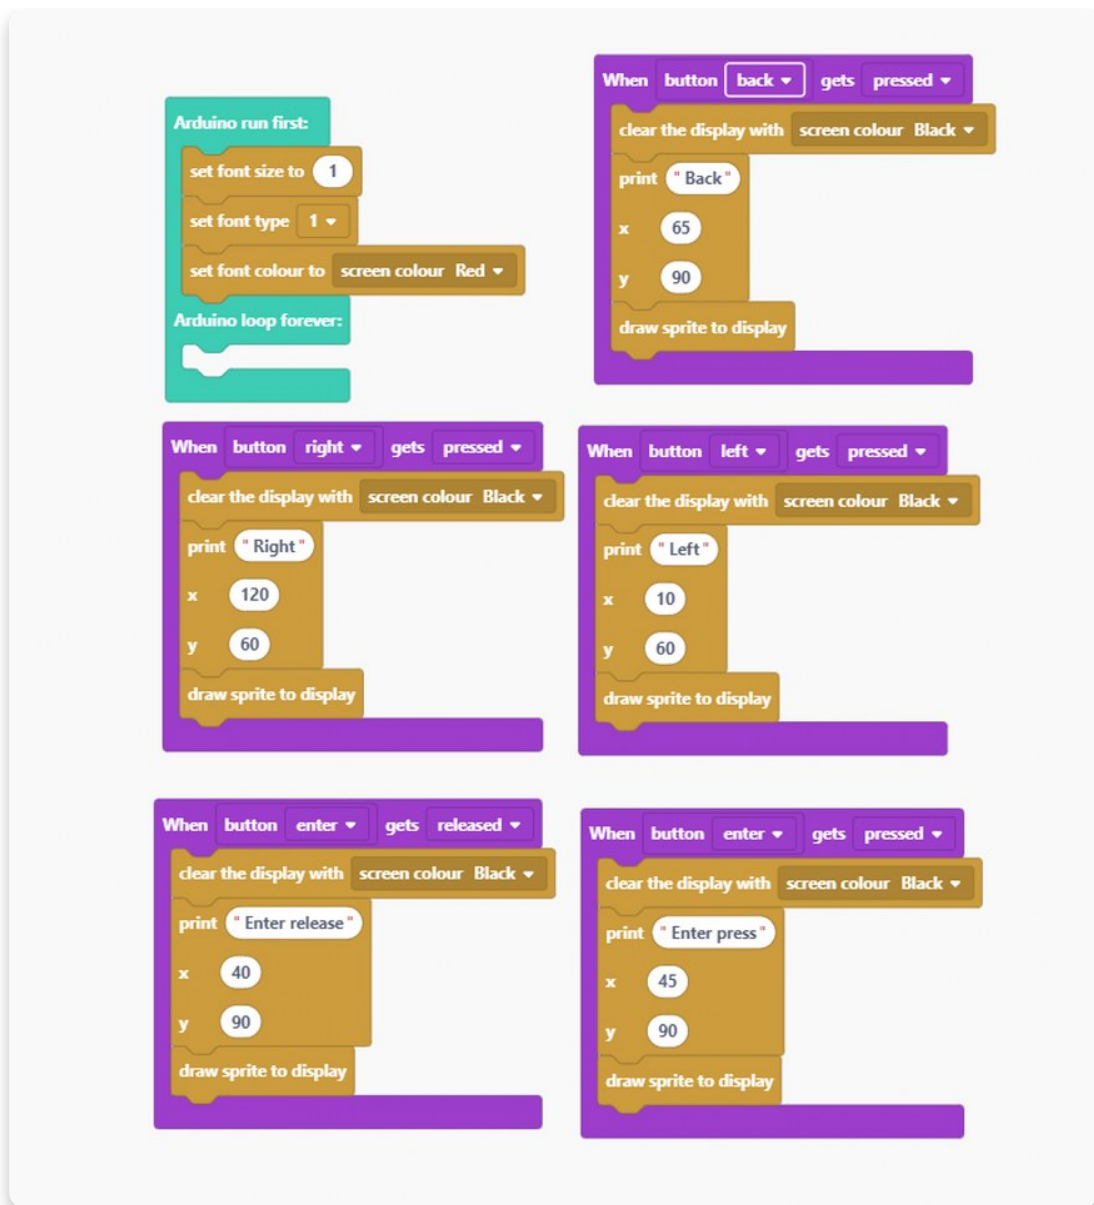 Arduino run first:
set font size to 1
set font type 1
set font colour to screen colour Red
Arduino loop forever:
When button back gets pressed
clear the display with screen colour Black
print " Back "
x 65
y 90
draw sprite to display
When button right gets pressed
clear the display with screen colour Black
print " Right "
x 120
y 60
draw sprite to display
When button left gets pressed
clear the display with screen colour Black
print " Left "
x 10
y 60
draw sprite to display
When button enter gets released
clear the display with screen colour Black
print " Enter release "
x 40
y 90
draw sprite to display
When button enter gets pressed
clear the display with screen colour Black
print " Enter press "
x 45
y 90
draw sprite to display